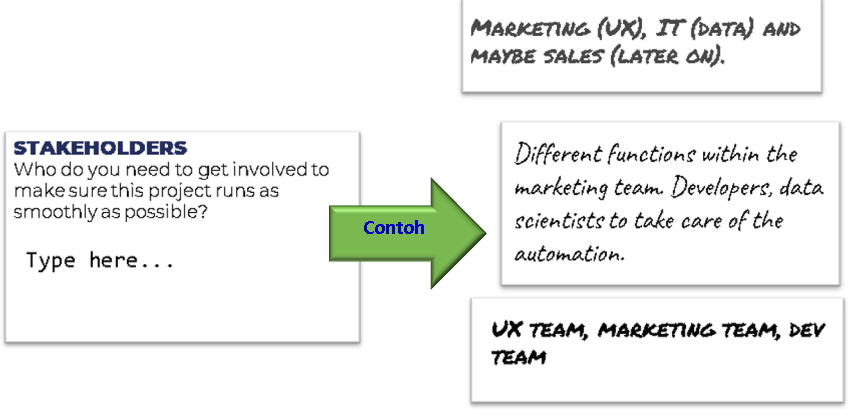 STAKEHOLDERS
Who do you need to get involved to
make sure this project runs as
smoothly as possible?
Type here...
Contoh
Marketing (UX), IT (data) and
maybe sales (later on).
Different functions within the
marketing team. Developers, data
scientists to take care of the
automation.
UX team, marketing team, dev
team